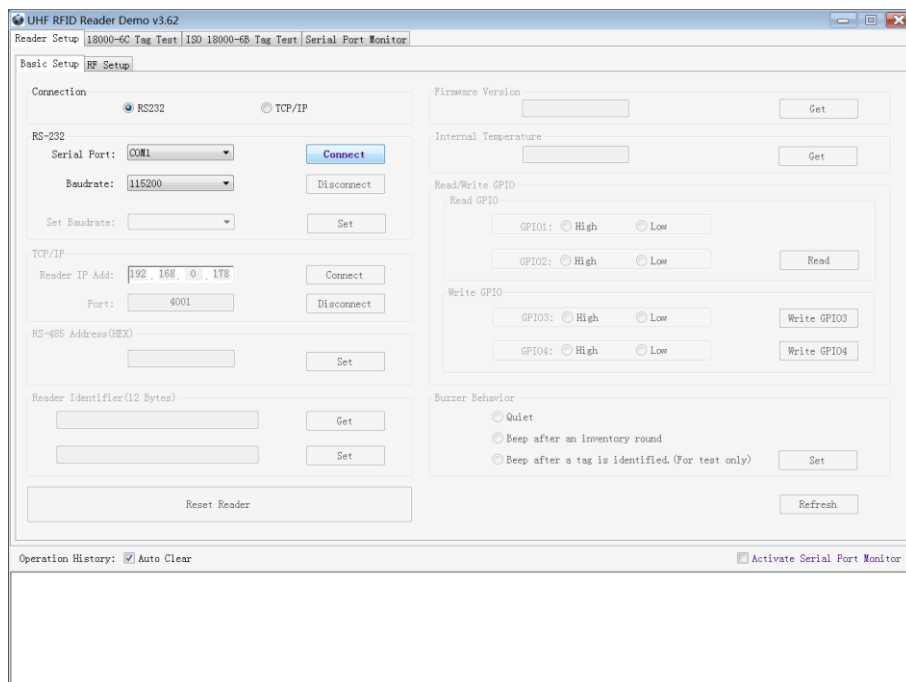 UHF RFID Reader Demo v3.62
Reader Setup 18000-6C Tag Test ISO 18000-6B Tag Test Serial Port Monitor
Basic Setup RF Setup
Connection
RS232 TCP/IP
RS-232
Serial Port: COM1 Connect
Baudrate: 115200 Disconnect
Set Baudrate: Set
TCP/IP
Reader IP Add: 192 . 168 . 0 . 178 Connect
Port: 4001 Disconnect
RS-485 Address(HEX)
Set
Reader Identifier(12 Bytes)
Get
Set
Reset Reader
Firmware Version
Get
Internal Temperature
Get
Read/Write GPIO
Read GPIO
GPIO1: High Low
GPIO2: High Low Read
Write GPIO
GPIO3: High Low Write GPIO3
GPIO4: High Low Write GPIO4
Buzzer Behavior
Quiet
Beep after an inventory round
Beep after a tag is identified.(For test only) Set
Refresh
Operation History: Auto Clear Activate Serial Port Monitor